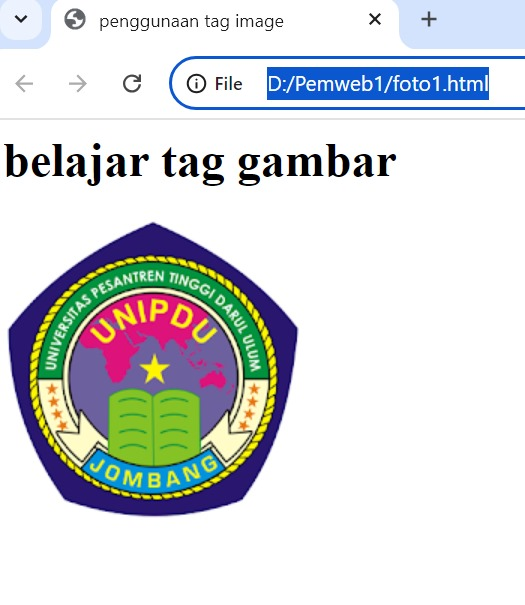 penggunaan tag image
File D:/Pemweb1/foto1.html
belajar tag gambar
UNIVERSITAS PESANTREN TINGGI DARUL ULUM
UNIPDU
JOMBANG